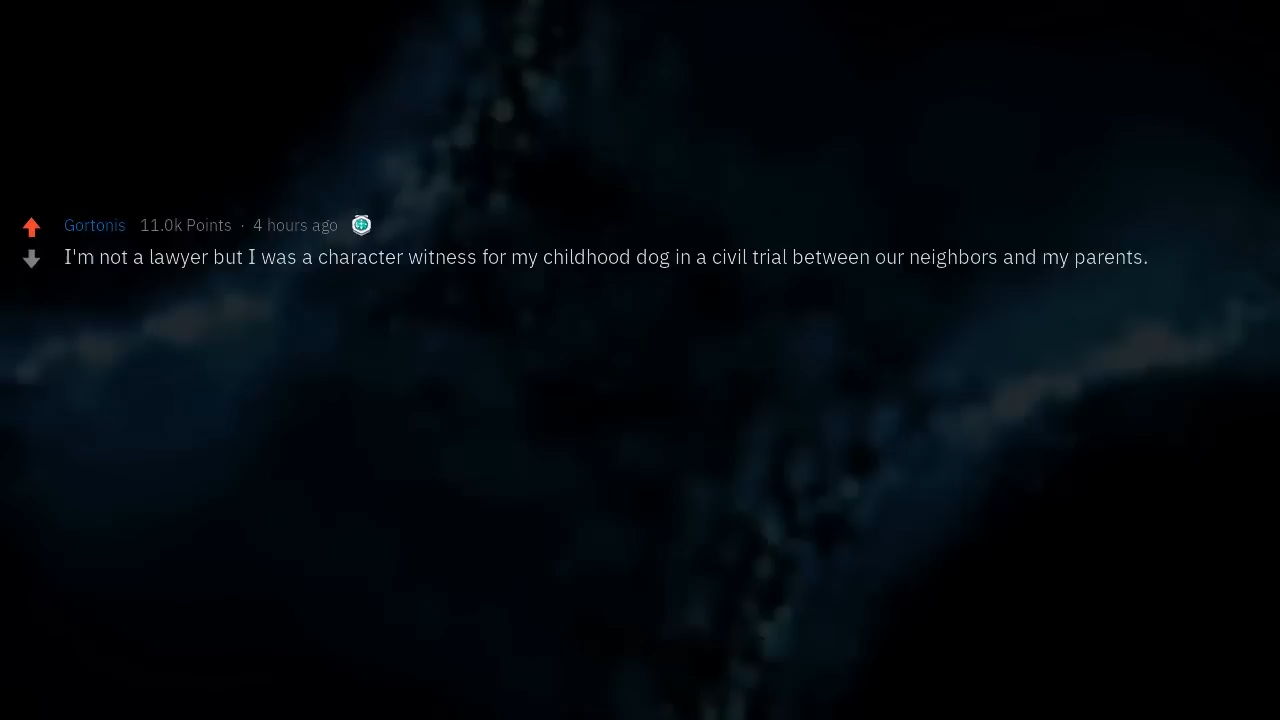 Gortonis 11.0k Points · 4 hours ago
I'm not a lawyer but I was a character witness for my childhood dog in a civil trial between our neighbors and my parents.